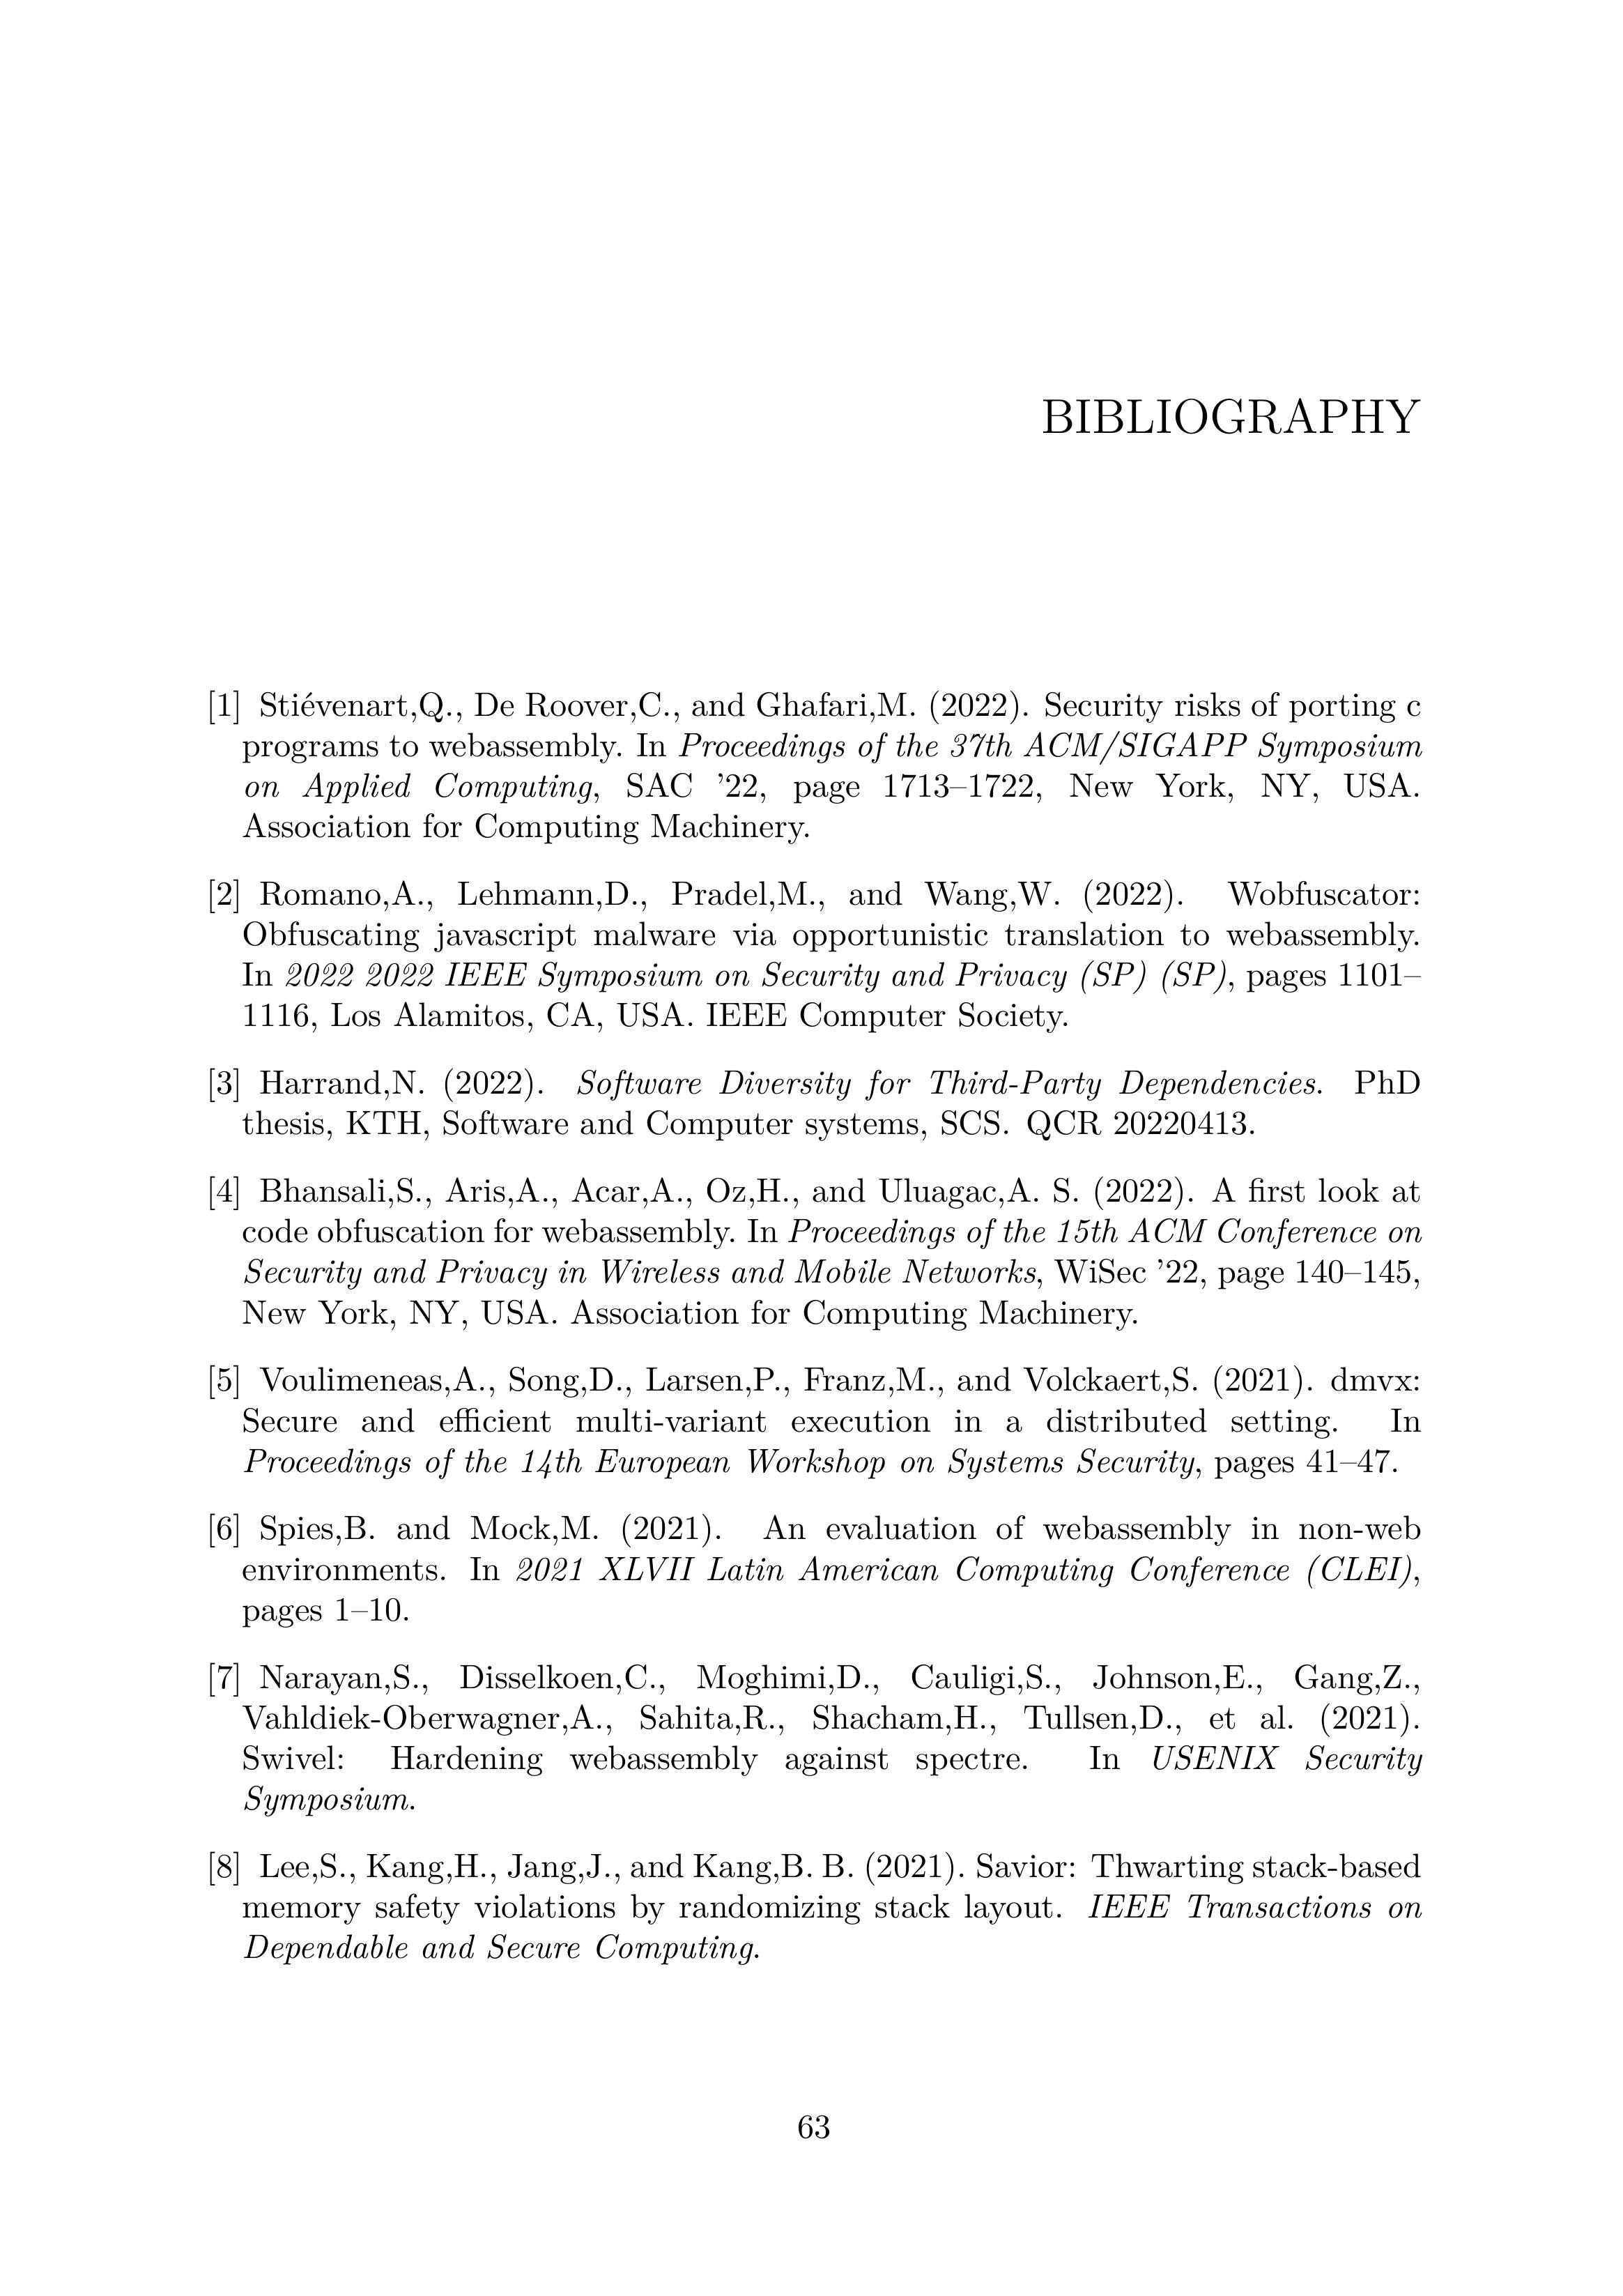 BIBLIOGRAPHY
[1] Stiévenart,Q., De Roover,C., and Ghafari,M. (2022). Security risks of porting c
programs to webassembly. In Proceedings of the 37th ACM/SIGAPP Symposium
on Applied Computing, SAC ’22, page 1713–1722, New York, NY, USA.
Association for Computing Machinery.
[2] Romano,A., Lehmann,D., Pradel,M., and Wang,W. (2022). Wobfuscator:
Obfuscating javascript malware via opportunistic translation to webassembly.
In 2022 2022 IEEE Symposium on Security and Privacy (SP) (SP), pages 1101–
1116, Los Alamitos, CA, USA. IEEE Computer Society.
[3] Harrand,N. (2022). Software Diversity for Third-Party Dependencies. PhD
thesis, KTH, Software and Computer systems, SCS. QCR 20220413.
[4] Bhansali,S., Aris,A., Acar,A., Oz,H., and Uluagac,A. S. (2022). A first look at
code obfuscation for webassembly. In Proceedings of the 15th ACM Conference on
Security and Privacy in Wireless and Mobile Networks, WiSec ’22, page 140–145,
New York, NY, USA. Association for Computing Machinery.
[5] Voulimeneas,A., Song,D., Larsen,P., Franz,M., and Volckaert,S. (2021). dmvx:
Secure and efficient multi-variant execution in a distributed setting. In
Proceedings of the 14th European Workshop on Systems Security, pages 41–47.
[6] Spies,B. and Mock,M. (2021). An evaluation of webassembly in non-web
environments. In 2021 XLVII Latin American Computing Conference (CLEI),
pages 1–10.
[7] Narayan,S., Disselkoen,C., Moghimi,D., Cauligi,S., Johnson,E., Gang,Z.,
Vahldiek-Oberwagner,A., Sahita,R., Shacham,H., Tullsen,D., et al. (2021).
Swivel: Hardening webassembly against spectre. In USENIX Security
Symposium.
[8] Lee,S., Kang,H., Jang,J., and Kang,B. B. (2021). Savior: Thwarting stack-based
memory safety violations by randomizing stack layout. IEEE Transactions on
Dependable and Secure Computing.
63